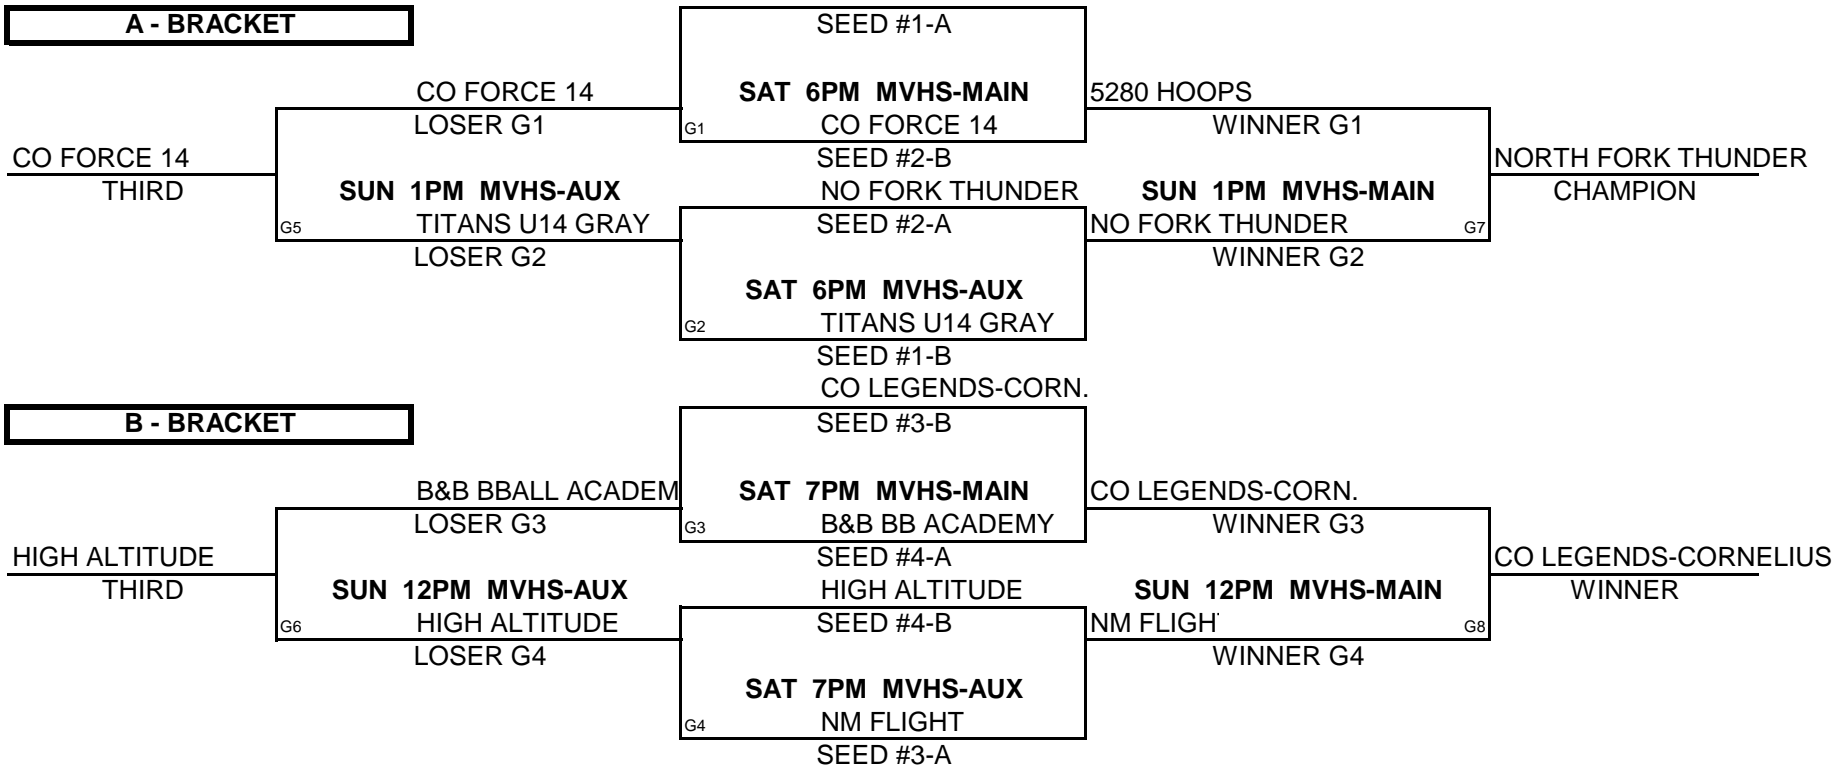 A - BRACKET
SEED #1-A
CO FORCE 14
SAT 6PM MVHS-MAIN
5280 HOOPS
LOSER G1
G1
CO FORCE 14
WINNER G1
CO FORCE 14
SEED #2-B
NORTH FORK THUNDER
THIRD
SUN 1PM MVHS-AUX
NO FORK THUNDER
SUN 1PM MVHS-MAIN
CHAMPION
G5
TITANS U14 GRAY
SEED #2-A
NO FORK THUNDER
G7
LOSER G2
WINNER G2
SAT 6PM MVHS-AUX
G2
TITANS U14 GRAY
SEED #1-B
CO LEGENDS-CORN.
B - BRACKET
SEED #3-B
B&B BBALL ACADEM
SAT 7PM MVHS-MAIN
CO LEGENDS-CORN.
LOSER G3
G3
B&B BB ACADEMY
WINNER G3
HIGH ALTITUDE
SEED #4-A
CO LEGENDS-CORNELIUS
THIRD
SUN 12PM MVHS-AUX
HIGH ALTITUDE
SUN 12PM MVHS-MAIN
WINNER
G6
HIGH ALTITUDE
SEED #4-B
NM FLIGH
G8
LOSER G4
WINNER G4
SAT 7PM MVHS-AUX
G4
NM FLIGHT
SEED #3-A